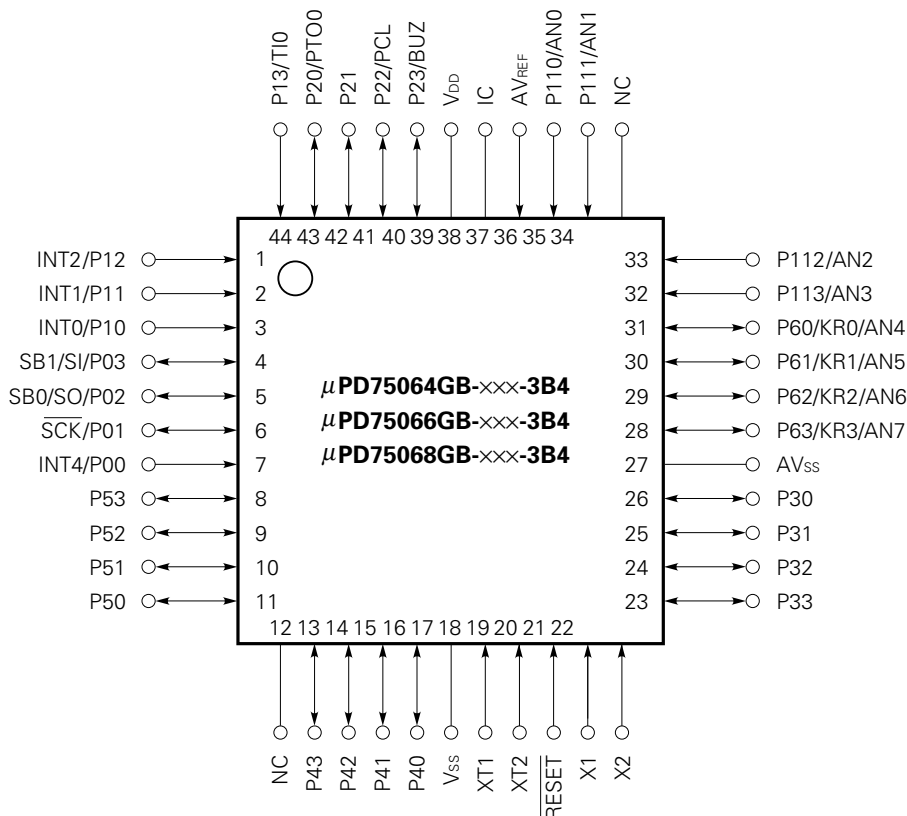 P13/TI0
P20/PTO0
P21
P22/PCL
P23/BUZ
VDD
IC
AVREF
P110/AN0
P111/AN1
NC
44 43 42 41 40 39 38 37 36 35 34
INT2/P12 1
INT1/P11 2
INT0/P10 3
SB1/SI/P03 4
SB0/SO/P02 5
SCK/P01 6
INT4/P00 7
P53 8
P52 9
P51 10
P50 11
µPD75064GB-×××-3B4
µPD75066GB-×××-3B4
µPD75068GB-×××-3B4
33 P112/AN2
32 P113/AN3
31 P60/KR0/AN4
30 P61/KR1/AN5
29 P62/KR2/AN6
28 P63/KR3/AN7
27 AVSS
26 P30
25 P31
24 P32
23 P33
12 13 14 15 16 17 18 19 20 21 22
NC
P43
P42
P41
P40
VSS
XT1
XT2
RESET
X1
X2